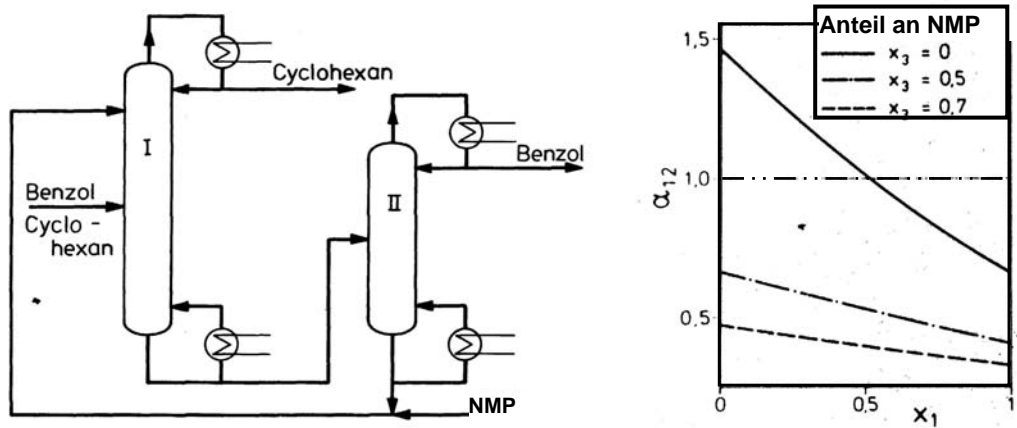 Cyclohexan
I
Benzol
Benzol
Cyclo-
hexan
II
NMP
Anteil an NMP
x₃ = 0
x₃ = 0,5
x₃ = 0,7
1,5
1,0
0,5
α₁₂
0
0,5
1
x₁